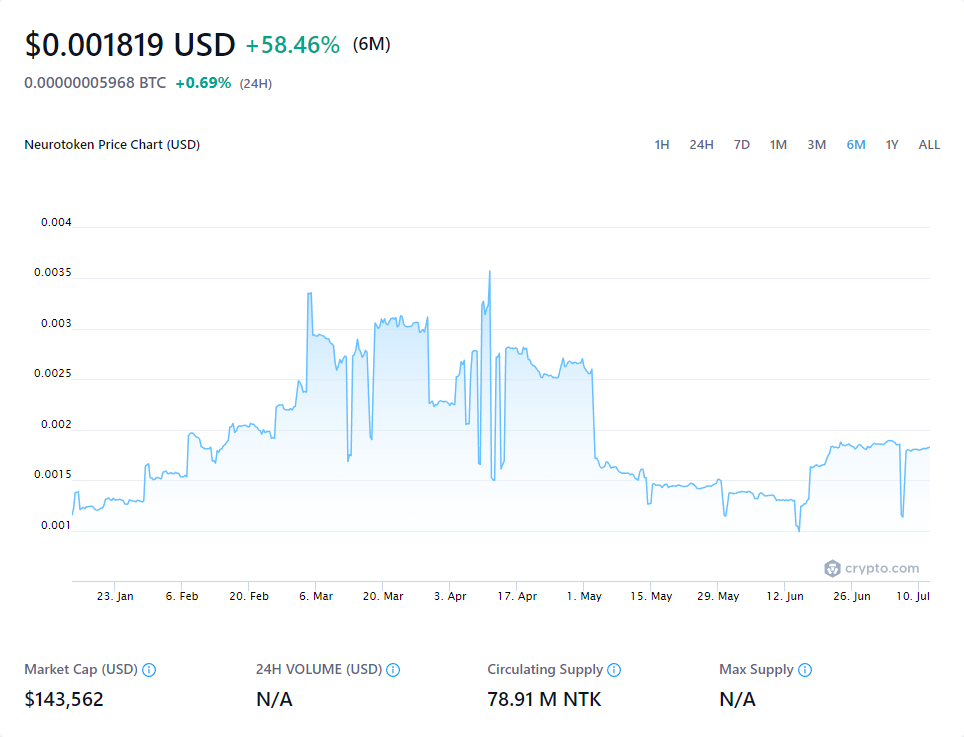 $0.001819 USD +58.46% (6M)
0.00000005968 BTC +0.69% (24H)
Neurotoken Price Chart (USD) 1H 24H 7D 1M 3M 6M 1Y ALL
0.004
0.0035
0.003
0.0025
0.002
0.0015
0.001
crypto.com
23. Jan 6. Feb 20. Feb 6. Mar 20. Mar 3. Apr 17. Apr 1. May 15. May 29. May 12. Jun 26. Jun 10. Jul
Market Cap (USD) 24H VOLUME (USD) Circulating Supply Max Supply
$143,562 N/A 78.91 M NTK N/A